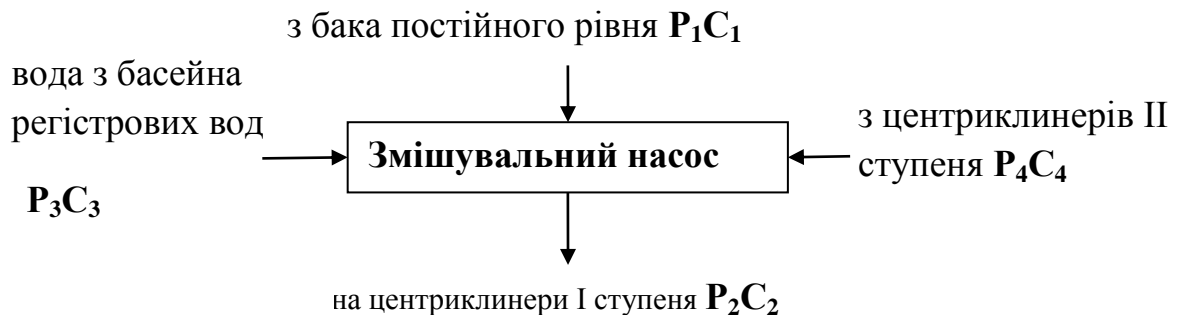 з бака постійного рівня P₁C₁
вода з басейна
регістрових вод
P₃C₃
Змішувальний насос
з центриклинерів II
ступеня P₄C₄
на центриклинери I ступеня P₂C₂